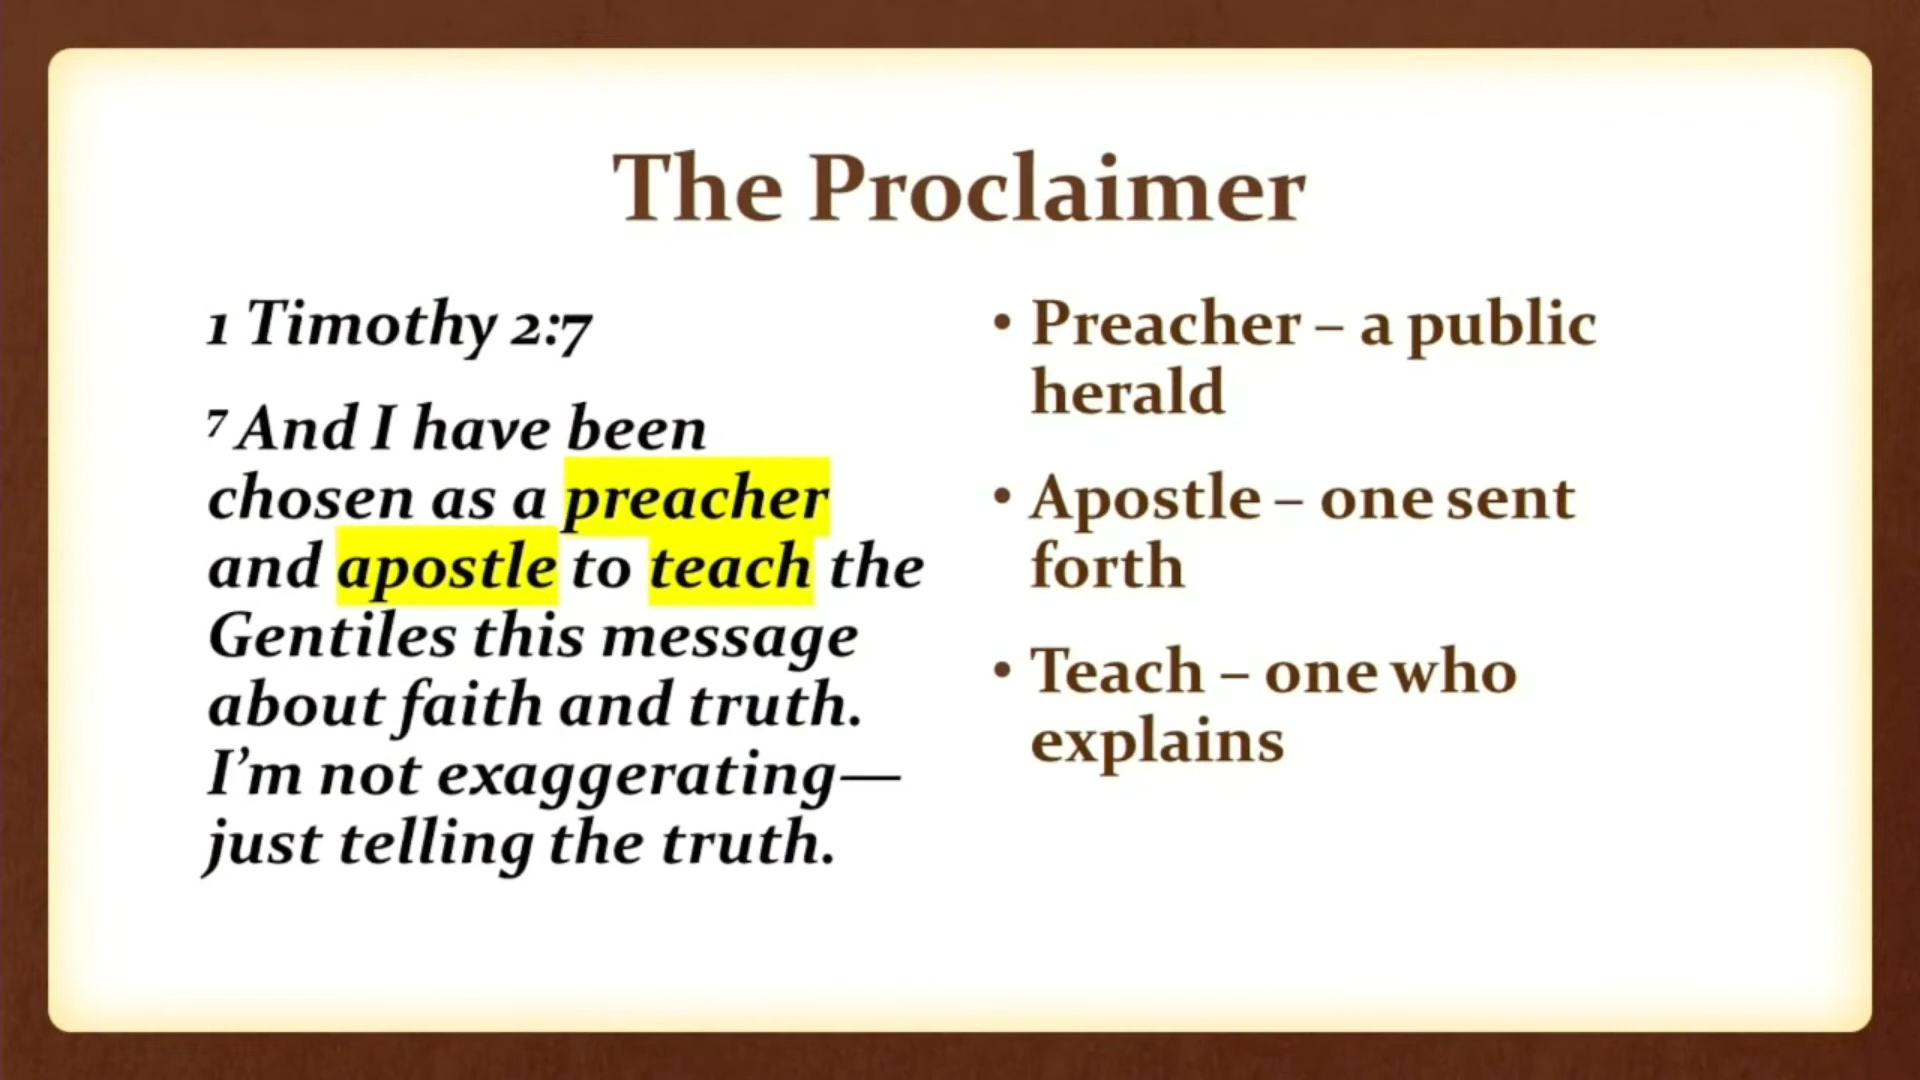 The Proclaimer
1 Timothy 2:7
7 And I have been
chosen as a preacher
and apostle to teach the
Gentiles this message
about faith and truth.
I’m not exaggerating—
just telling the truth.
• Preacher – a public
herald
• Apostle – one sent
forth
• Teach – one who
explains